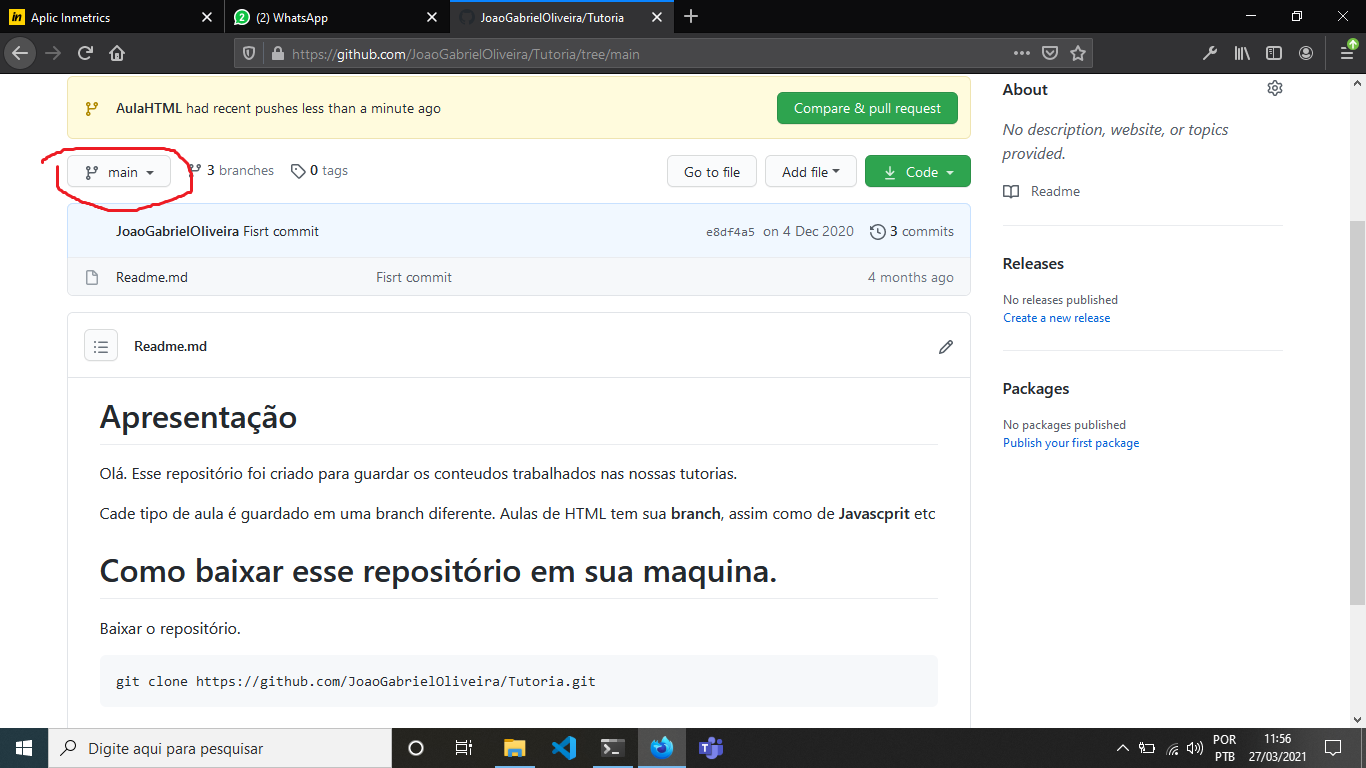 in Aplic Inmetrics
2 (2) WhatsApp
JoaoGabrielOliveira/Tutoria
https://github.com/JoaoGabrielOliveira/Tutoria/tree/main
AulaHTML had recent pushes less than a minute ago
Compare & pull request
main
3 branches
0 tags
Go to file
Add file
Code
JoaoGabrielOliveira Fisrt commit
e8df4a5 on 4 Dec 2020
3 commits
Readme.md
Fisrt commit
4 months ago
Readme.md
Apresentação
Olá. Esse repositório foi criado para guardar os conteudos trabalhados nas nossas tutorias.
Cade tipo de aula é guardado em uma branch diferente. Aulas de HTML tem sua branch, assim como de Javascprit etc
Como baixar esse repositório em sua maquina.
Baixar o repositório.
git clone https://github.com/JoaoGabrielOliveira/Tutoria.git
About
No description, website, or topics
provided.
Readme
Releases
No releases published
Create a new release
Packages
No packages published
Publish your first package
Digite aqui para pesquisar
POR
PTB
11:56
27/03/2021